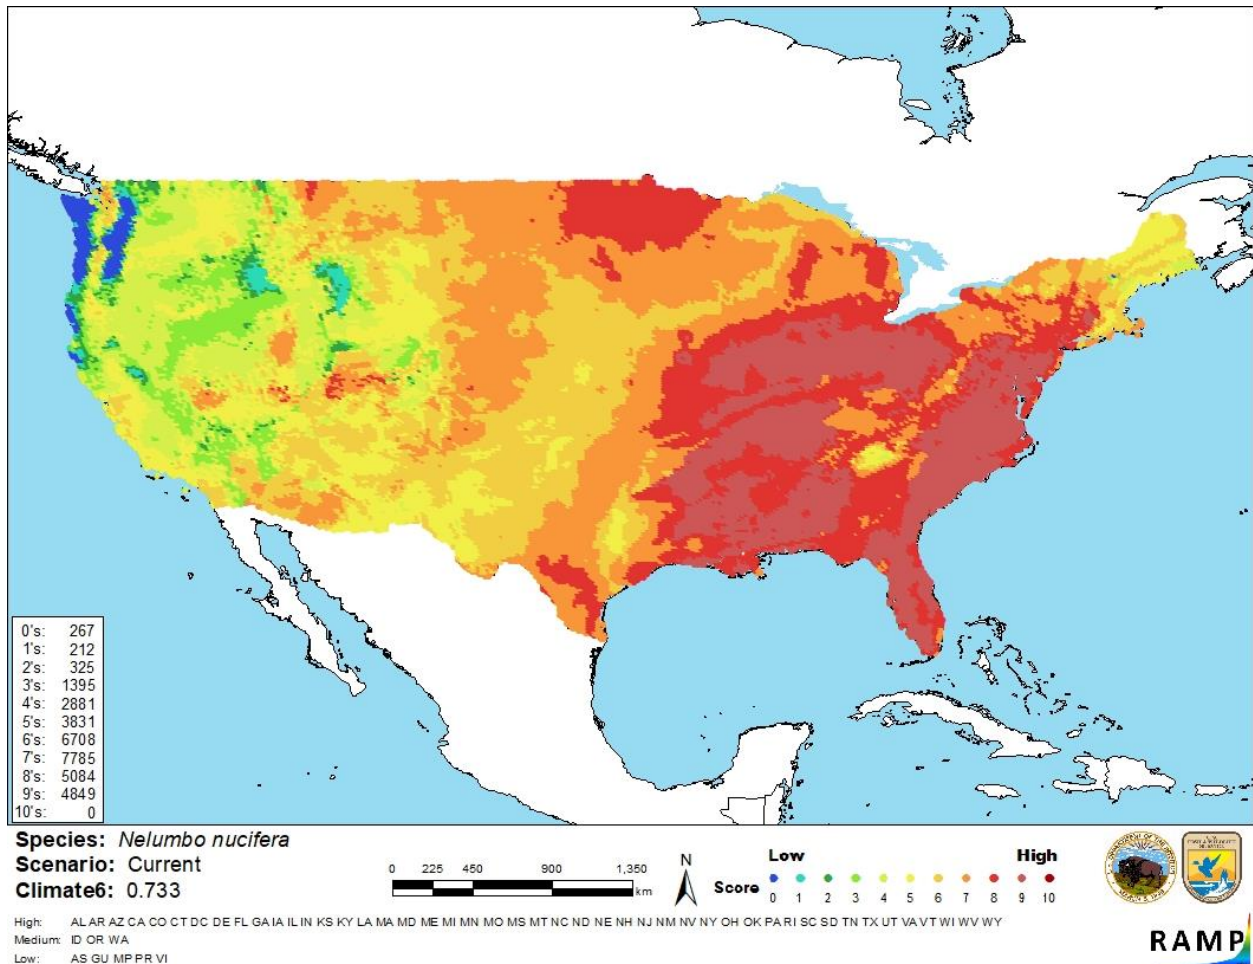 0's: 267
1's: 212
2's: 325
3's: 1395
4's: 2881
5's: 3831
6's: 6708
7's: 7785
8's: 5084
9's: 4849
10's: 0
Species: Nelumbo nucifera
Scenario: Current
Climate6: 0.733
0 225 450 900 1,350
km
N
Low High
Score 0 1 2 3 4 5 6 7 8 9 10
High: AL AR AZ CA CO CT DC DE FL GA IA IL IN KS KY LA MA MD ME MI MN MO MS MT NC ND NE NH NJ NM NV NY OH OK PA RI SC SD TN TX UT VA VT WI WV WY
Medium: ID OR WA
Low: AS GU MP PR VI
RAMP